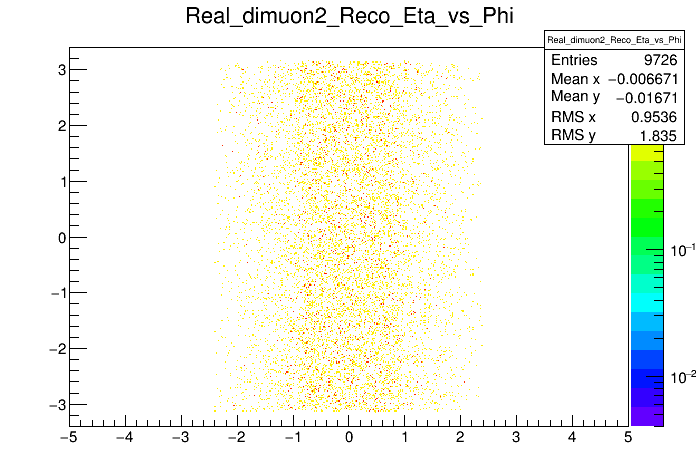 Real_dimuon2_Reco_Eta_vs_Phi
Real_dimuon2_Reco_Eta_vs_Phi
Entries 9726
Mean x −0.006671
Mean y −0.01671
RMS x 0.9536
RMS y 1.835
3
2
1
0
−1
−2
−3
10−1
10−2
−5 −4 −3 −2 −1 0 1 2 3 4 5